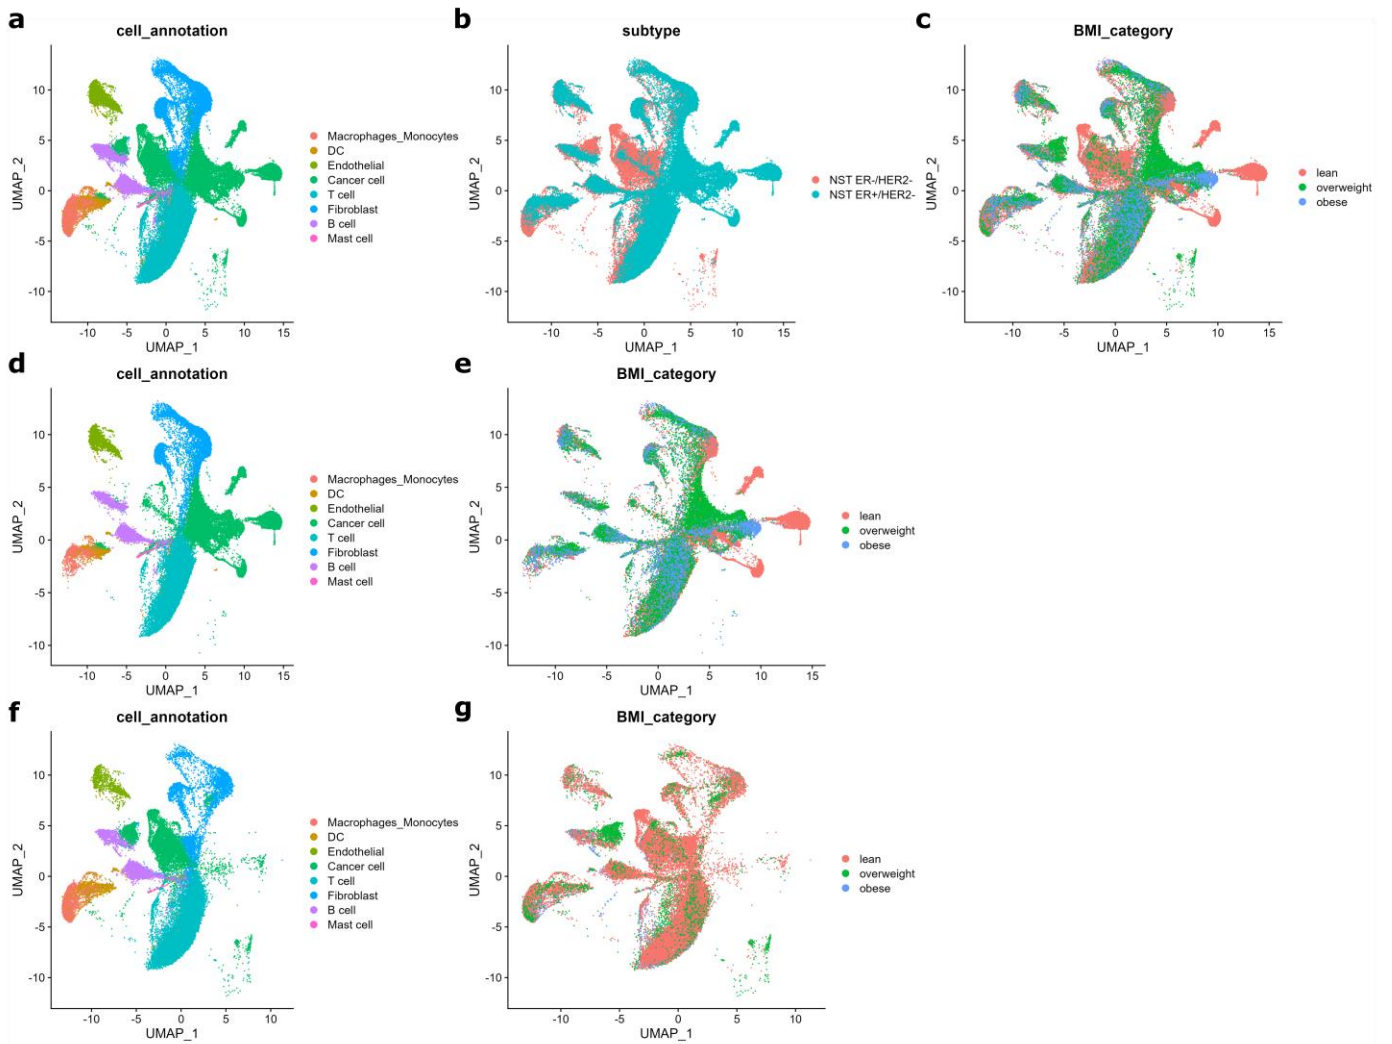 a
cell_annotation
10
5
0
-5
-10
UMAP_2
-10 -5 0 5 10 15
UMAP_1
Macrophages_Monocytes
DC
Endothelial
Cancer cell
T cell
Fibroblast
B cell
Mast cell
b
subtype
10
5
0
-5
-10
UMAP_2
-10 -5 0 5 10 15
UMAP_1
NST ER-/HER2-
NST ER+/HER2-
c
BMI_category
10
5
0
-5
-10
UMAP_2
-10 -5 0 5 10 15
UMAP_1
lean
overweight
obese
d
cell_annotation
10
5
0
-5
-10
UMAP_2
-10 -5 0 5 10 15
UMAP_1
Macrophages_Monocytes
DC
Endothelial
Cancer cell
T cell
Fibroblast
B cell
Mast cell
e
BMI_category
10
5
0
-5
-10
UMAP_2
-10 -5 0 5 10 15
UMAP_1
lean
overweight
obese
f
cell_annotation
10
5
0
-5
-10
UMAP_2
-10 -5 0 5 10
UMAP_1
Macrophages_Monocytes
DC
Endothelial
Cancer cell
T cell
Fibroblast
B cell
Mast cell
g
BMI_category
10
5
0
-5
-10
UMAP_2
-10 -5 0 5 10
UMAP_1
lean
overweight
obese